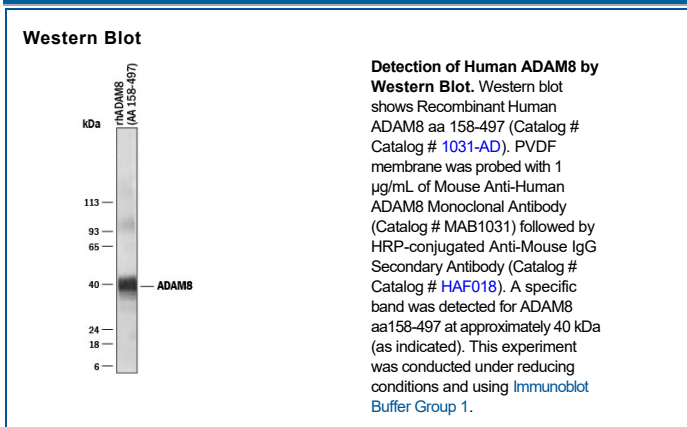 Western Blot
rhADAM8
(AA 158-497)
kDa
113
93
65
40
ADAM8
24
18
6
Detection of Human ADAM8 by
Western Blot. Western blot
shows Recombinant Human
ADAM8 aa 158-497 (Catalog #
Catalog # 1031-AD). PVDF
membrane was probed with 1
µg/mL of Mouse Anti-Human
ADAM8 Monoclonal Antibody
(Catalog # MAB1031) followed by
HRP-conjugated Anti-Mouse IgG
Secondary Antibody (Catalog #
Catalog # HAF018). A specific
band was detected for ADAM8
aa158-497 at approximately 40 kDa
(as indicated). This experiment
was conducted under reducing
conditions and using Immunoblot
Buffer Group 1.